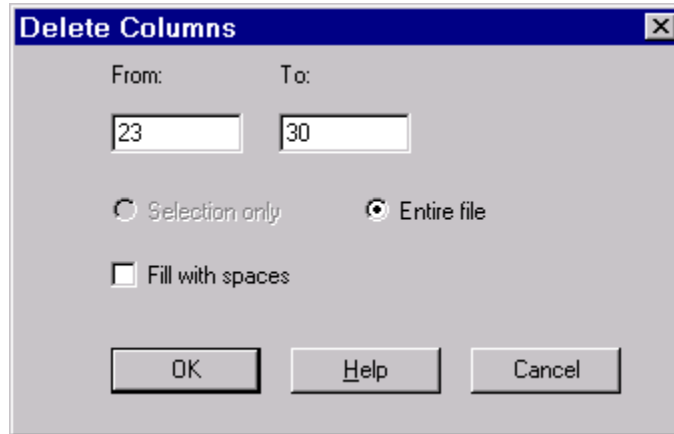 Delete Columns
From: To:
23 30
Selection only Entire file
Fill with spaces
OK Help Cancel